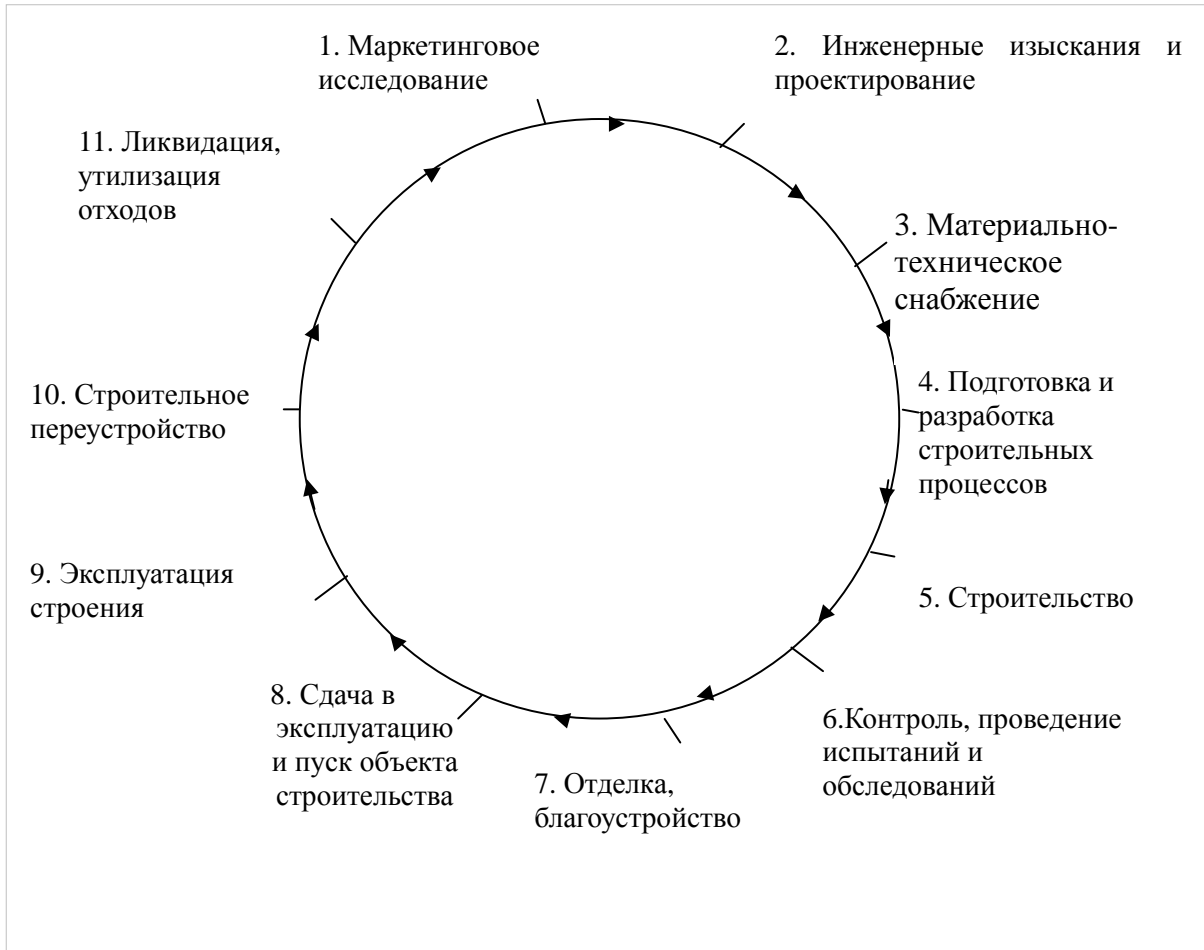 1. Маркетинговое
исследование
2. Инженерные изыскания и
проектирование
3. Материально-
техническое
снабжение
4. Подготовка и
разработка
строительных
процессов
5. Строительство
6.Контроль, проведение
испытаний и
обследований
7. Отделка,
благоустройство
8. Сдача в
эксплуатацию
и пуск объекта
строительства
9. Эксплуатация
строения
10. Строительное
переустройство
11. Ликвидация,
утилизация
отходов